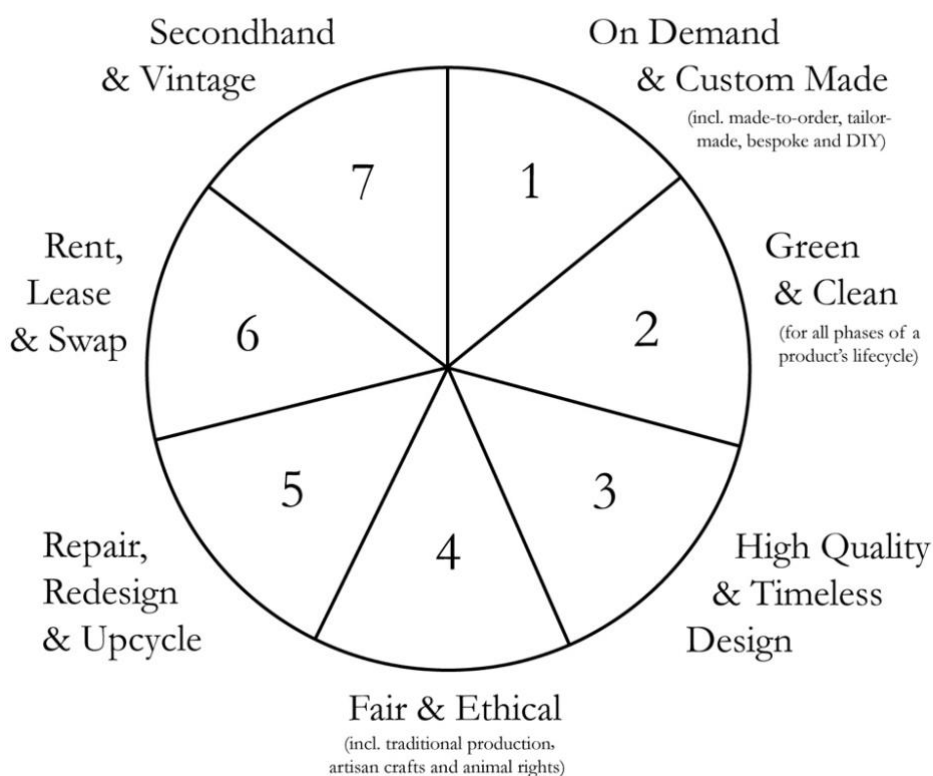 Secondhand
& Vintage
On Demand
& Custom Made
(incl. made-to-order, tailor-
made, bespoke and DIY)
7
1
Rent,
Lease
& Swap
6
2
Green
& Clean
(for all phases of a
product's lifecycle)
5
3
4
Repair,
Redesign
& Upcycle
High Quality
& Timeless
Design
Fair & Ethical
(incl. traditional production,
artisan crafts and animal rights)